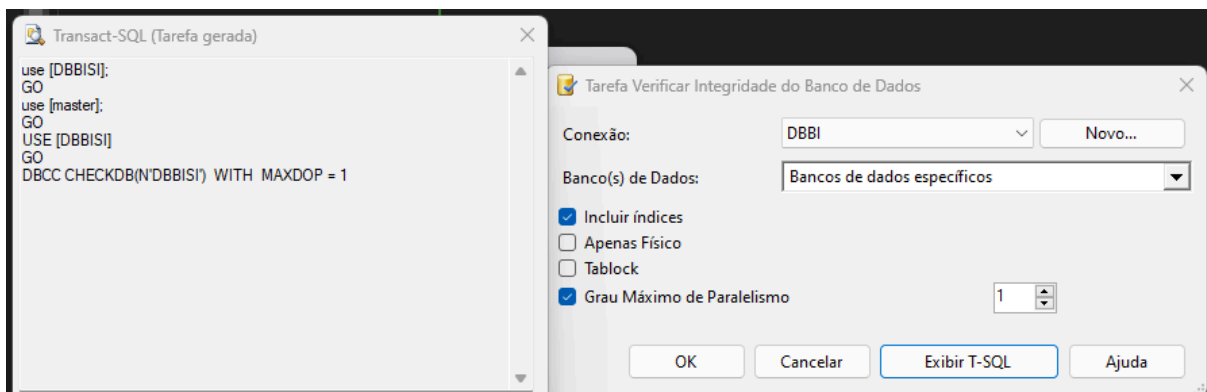 Transact-SQL (Tarefa gerada)
use [DBBISI];
GO
use [master];
GO
USE [DBBISI]
GO
DBCC CHECKDB(N'DBBISI')  WITH  MAXDOP = 1
Tarefa Verificar Integridade do Banco de Dados
Conexão: DBBI Novo...
Banco(s) de Dados: Bancos de dados específicos
Incluir índices
Apenas Físico
Tablock
Grau Máximo de Paralelismo 1
OK Cancelar Exibir T-SQL Ajuda